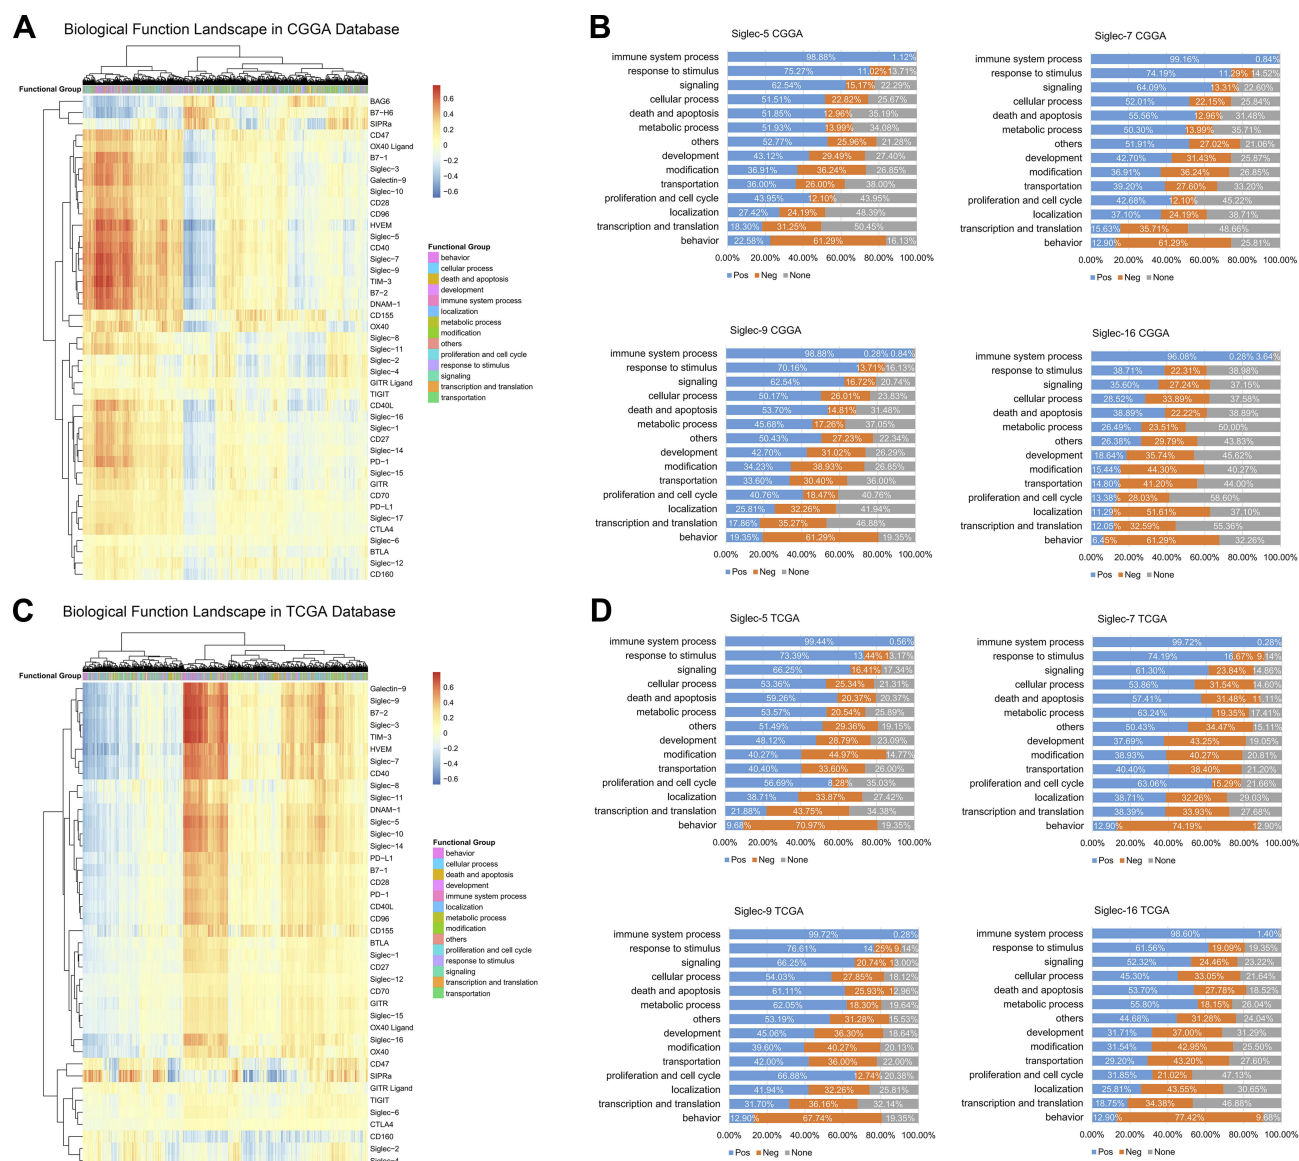 A
Biological Function Landscape in CGGA Database
Functional Group
BAG6
B7−H6
SIPRa
CD47
OX40 Ligand
B7−1
Siglec−3
Galectin−9
Siglec−10
CD28
CD96
HVEM
Siglec−5
CD40
Siglec−7
Siglec−9
TIM−3
B7−2
DNAM−1
CD155
OX40
Siglec−8
Siglec−11
Siglec−2
Siglec−4
GITR Ligand
TIGIT
CD40L
Siglec−16
Siglec−1
CD27
Siglec−14
PD−1
Siglec−15
GITR
CD70
PD−L1
Siglec−17
CTLA4
Siglec−6
BTLA
Siglec−12
CD160
0.6
0.4
0.2
0
−0.2
−0.4
−0.6
Functional Group
behavior
cellular process
death and apoptosis
development
immune system process
localization
metabolic process
modification
others
proliferation and cell cycle
response to stimulus
signaling
transcription and translation
transportation
B
Siglec-5 CGGA
immune system process 98.88% 1.12%
response to stimulus 75.27% 11.02% 13.71%
signaling 62.54% 15.17% 22.29%
cellular process 51.51% 22.82% 25.67%
death and apoptosis 51.85% 12.96% 35.19%
metabolic process 51.93% 13.99% 34.08%
others 52.77% 25.96% 21.28%
development 43.12% 29.49% 27.40%
modification 36.91% 36.24% 26.85%
transportation 36.00% 26.00% 38.00%
proliferation and cell cycle 43.95% 12.10% 43.95%
localization 27.42% 24.19% 48.39%
transcription and translation 18.30% 31.25% 50.45%
behavior 22.58% 61.29% 16.13%
0.00% 20.00% 40.00% 60.00% 80.00% 100.00%
Pos Neg None
Siglec-7 CGGA
immune system process 99.16% 0.84%
response to stimulus 74.19% 11.29% 14.52%
signaling 64.09% 13.31% 22.60%
cellular process 52.01% 22.15% 25.84%
death and apoptosis 55.56% 12.96% 31.48%
metabolic process 50.30% 13.99% 35.71%
others 51.91% 27.02% 21.06%
development 42.70% 31.43% 25.87%
modification 36.91% 36.24% 26.85%
transportation 39.20% 27.60% 33.20%
proliferation and cell cycle 42.68% 12.10% 45.22%
localization 37.10% 24.19% 38.71%
transcription and translation 15.63% 35.71% 48.66%
behavior 12.90% 61.29% 25.81%
0.00% 20.00% 40.00% 60.00% 80.00% 100.00%
Pos Neg None
Siglec-9 CGGA
immune system process 98.88% 0.28% 0.84%
response to stimulus 70.16% 13.71% 16.13%
signaling 62.54% 16.72% 20.74%
cellular process 50.17% 26.01% 23.83%
death and apoptosis 53.70% 14.81% 31.48%
metabolic process 45.68% 17.26% 37.05%
others 50.43% 27.23% 22.34%
development 42.70% 31.02% 26.29%
modification 34.23% 38.93% 26.85%
transportation 33.60% 30.40% 36.00%
proliferation and cell cycle 40.76% 18.47% 40.76%
localization 25.81% 32.26% 41.94%
transcription and translation 17.86% 35.27% 46.88%
behavior 19.35% 61.29% 19.35%
0.00% 20.00% 40.00% 60.00% 80.00% 100.00%
Pos Neg None
Siglec-16 CGGA
immune system process 96.08% 0.28% 3.64%
response to stimulus 38.71% 22.31% 38.98%
signaling 35.60% 27.24% 37.15%
cellular process 28.52% 33.89% 37.58%
death and apoptosis 38.89% 22.22% 38.89%
metabolic process 26.49% 23.51% 50.00%
others 26.38% 29.79% 43.83%
development 18.64% 35.74% 45.62%
modification 15.44% 44.30% 40.27%
transportation 14.80% 41.20% 44.00%
proliferation and cell cycle 13.38% 28.03% 58.60%
localization 11.29% 51.61% 37.10%
transcription and translation 12.05% 32.59% 55.36%
behavior 6.45% 61.29% 32.26%
0.00% 20.00% 40.00% 60.00% 80.00% 100.00%
Pos Neg None
C
Biological Function Landscape in TCGA Database
Functional Group
Galectin−9
Siglec−9
B7−2
Siglec−3
TIM−3
HVEM
Siglec−7
CD40
Siglec−8
Siglec−11
DNAM−1
Siglec−5
Siglec−10
Siglec−14
PD−L1
B7−1
CD28
PD−1
CD40L
CD96
CD155
BTLA
Siglec−1
CD27
Siglec−12
CD70
GITR
Siglec−15
OX40 Ligand
Siglec−16
OX40
CD47
SIPRa
GITR Ligand
TIGIT
Siglec−6
CTLA4
CD160
Siglec−2
Siglec−4
0.6
0.4
0.2
0
−0.2
−0.4
−0.6
Functional Group
behavior
cellular process
death and apoptosis
development
immune system process
localization
metabolic process
modification
others
proliferation and cell cycle
response to stimulus
signaling
transcription and translation
transportation
D
Siglec-5 TCGA
immune system process 99.44% 0.56%
response to stimulus 73.39% 13.44% 13.17%
signaling 66.25% 16.41% 17.34%
cellular process 53.36% 25.34% 21.31%
death and apoptosis 59.26% 20.37% 20.37%
metabolic process 53.57% 20.54% 25.89%
others 51.49% 29.36% 19.15%
development 48.12% 28.79% 23.09%
modification 40.27% 44.97% 14.77%
transportation 40.40% 33.60% 26.00%
proliferation and cell cycle 56.69% 8.28% 35.03%
localization 38.71% 33.87% 27.42%
transcription and translation 21.88% 43.75% 34.38%
behavior 9.68% 70.97% 19.35%
0.00% 20.00% 40.00% 60.00% 80.00% 100.00%
Pos Neg None
Siglec-7 TCGA
immune system process 99.72% 0.28%
response to stimulus 74.19% 16.67% 9.14%
signaling 61.30% 23.84% 14.86%
cellular process 53.86% 31.54% 14.60%
death and apoptosis 57.41% 31.48% 11.11%
metabolic process 63.24% 19.35% 17.41%
others 50.43% 34.47% 15.11%
development 37.69% 43.25% 19.05%
modification 38.93% 40.27% 20.81%
transportation 40.40% 38.40% 21.20%
proliferation and cell cycle 63.06% 15.29% 21.66%
localization 38.71% 32.26% 29.03%
transcription and translation 38.39% 33.93% 27.68%
behavior 12.90% 74.19% 12.90%
0.00% 20.00% 40.00% 60.00% 80.00% 100.00%
Pos Neg None
Siglec-9 TCGA
immune system process 99.72% 0.28%
response to stimulus 76.61% 14.25% 9.14%
signaling 66.25% 20.74% 13.00%
cellular process 54.03% 27.85% 18.12%
death and apoptosis 61.11% 25.93% 12.96%
metabolic process 62.05% 18.30% 19.64%
others 53.19% 31.28% 15.53%
development 45.06% 36.30% 18.64%
modification 39.60% 40.27% 20.13%
transportation 42.00% 36.00% 22.00%
proliferation and cell cycle 66.88% 12.74% 20.38%
localization 41.94% 32.26% 25.81%
transcription and translation 31.70% 36.16% 32.14%
behavior 12.90% 67.74% 19.35%
0.00% 20.00% 40.00% 60.00% 80.00% 100.00%
Pos Neg None
Siglec-16 TCGA
immune system process 98.60% 1.40%
response to stimulus 61.56% 19.09% 19.35%
signaling 52.32% 24.46% 23.22%
cellular process 45.30% 33.05% 21.64%
death and apoptosis 53.70% 27.78% 18.52%
metabolic process 55.80% 18.15% 26.04%
others 44.68% 31.28% 24.04%
development 31.71% 37.00% 31.29%
modification 31.54% 42.95% 25.50%
transportation 29.20% 43.20% 27.60%
proliferation and cell cycle 31.85% 21.02% 47.13%
localization 25.81% 43.55% 30.65%
transcription and translation 18.75% 34.38% 46.88%
behavior 12.90% 77.42% 9.68%
0.00% 20.00% 40.00% 60.00% 80.00% 100.00%
Pos Neg None